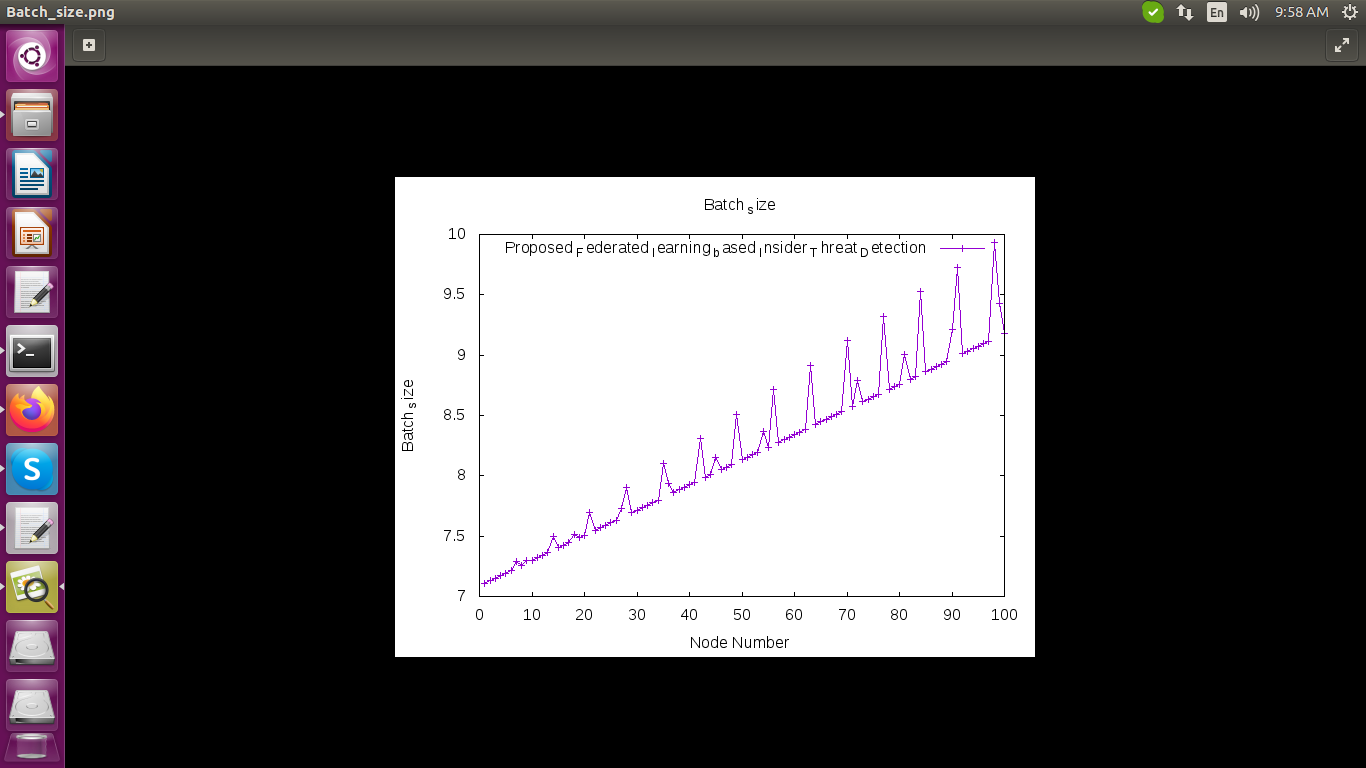 Batch_size.png
En
9:58 AM
Batch size
Proposed Federated learning based Insider Threat Detection
10
9.5
9
8.5
8
7.5
7
Batch size
0 10 20 30 40 50 60 70 80 90 100
Node Number
S